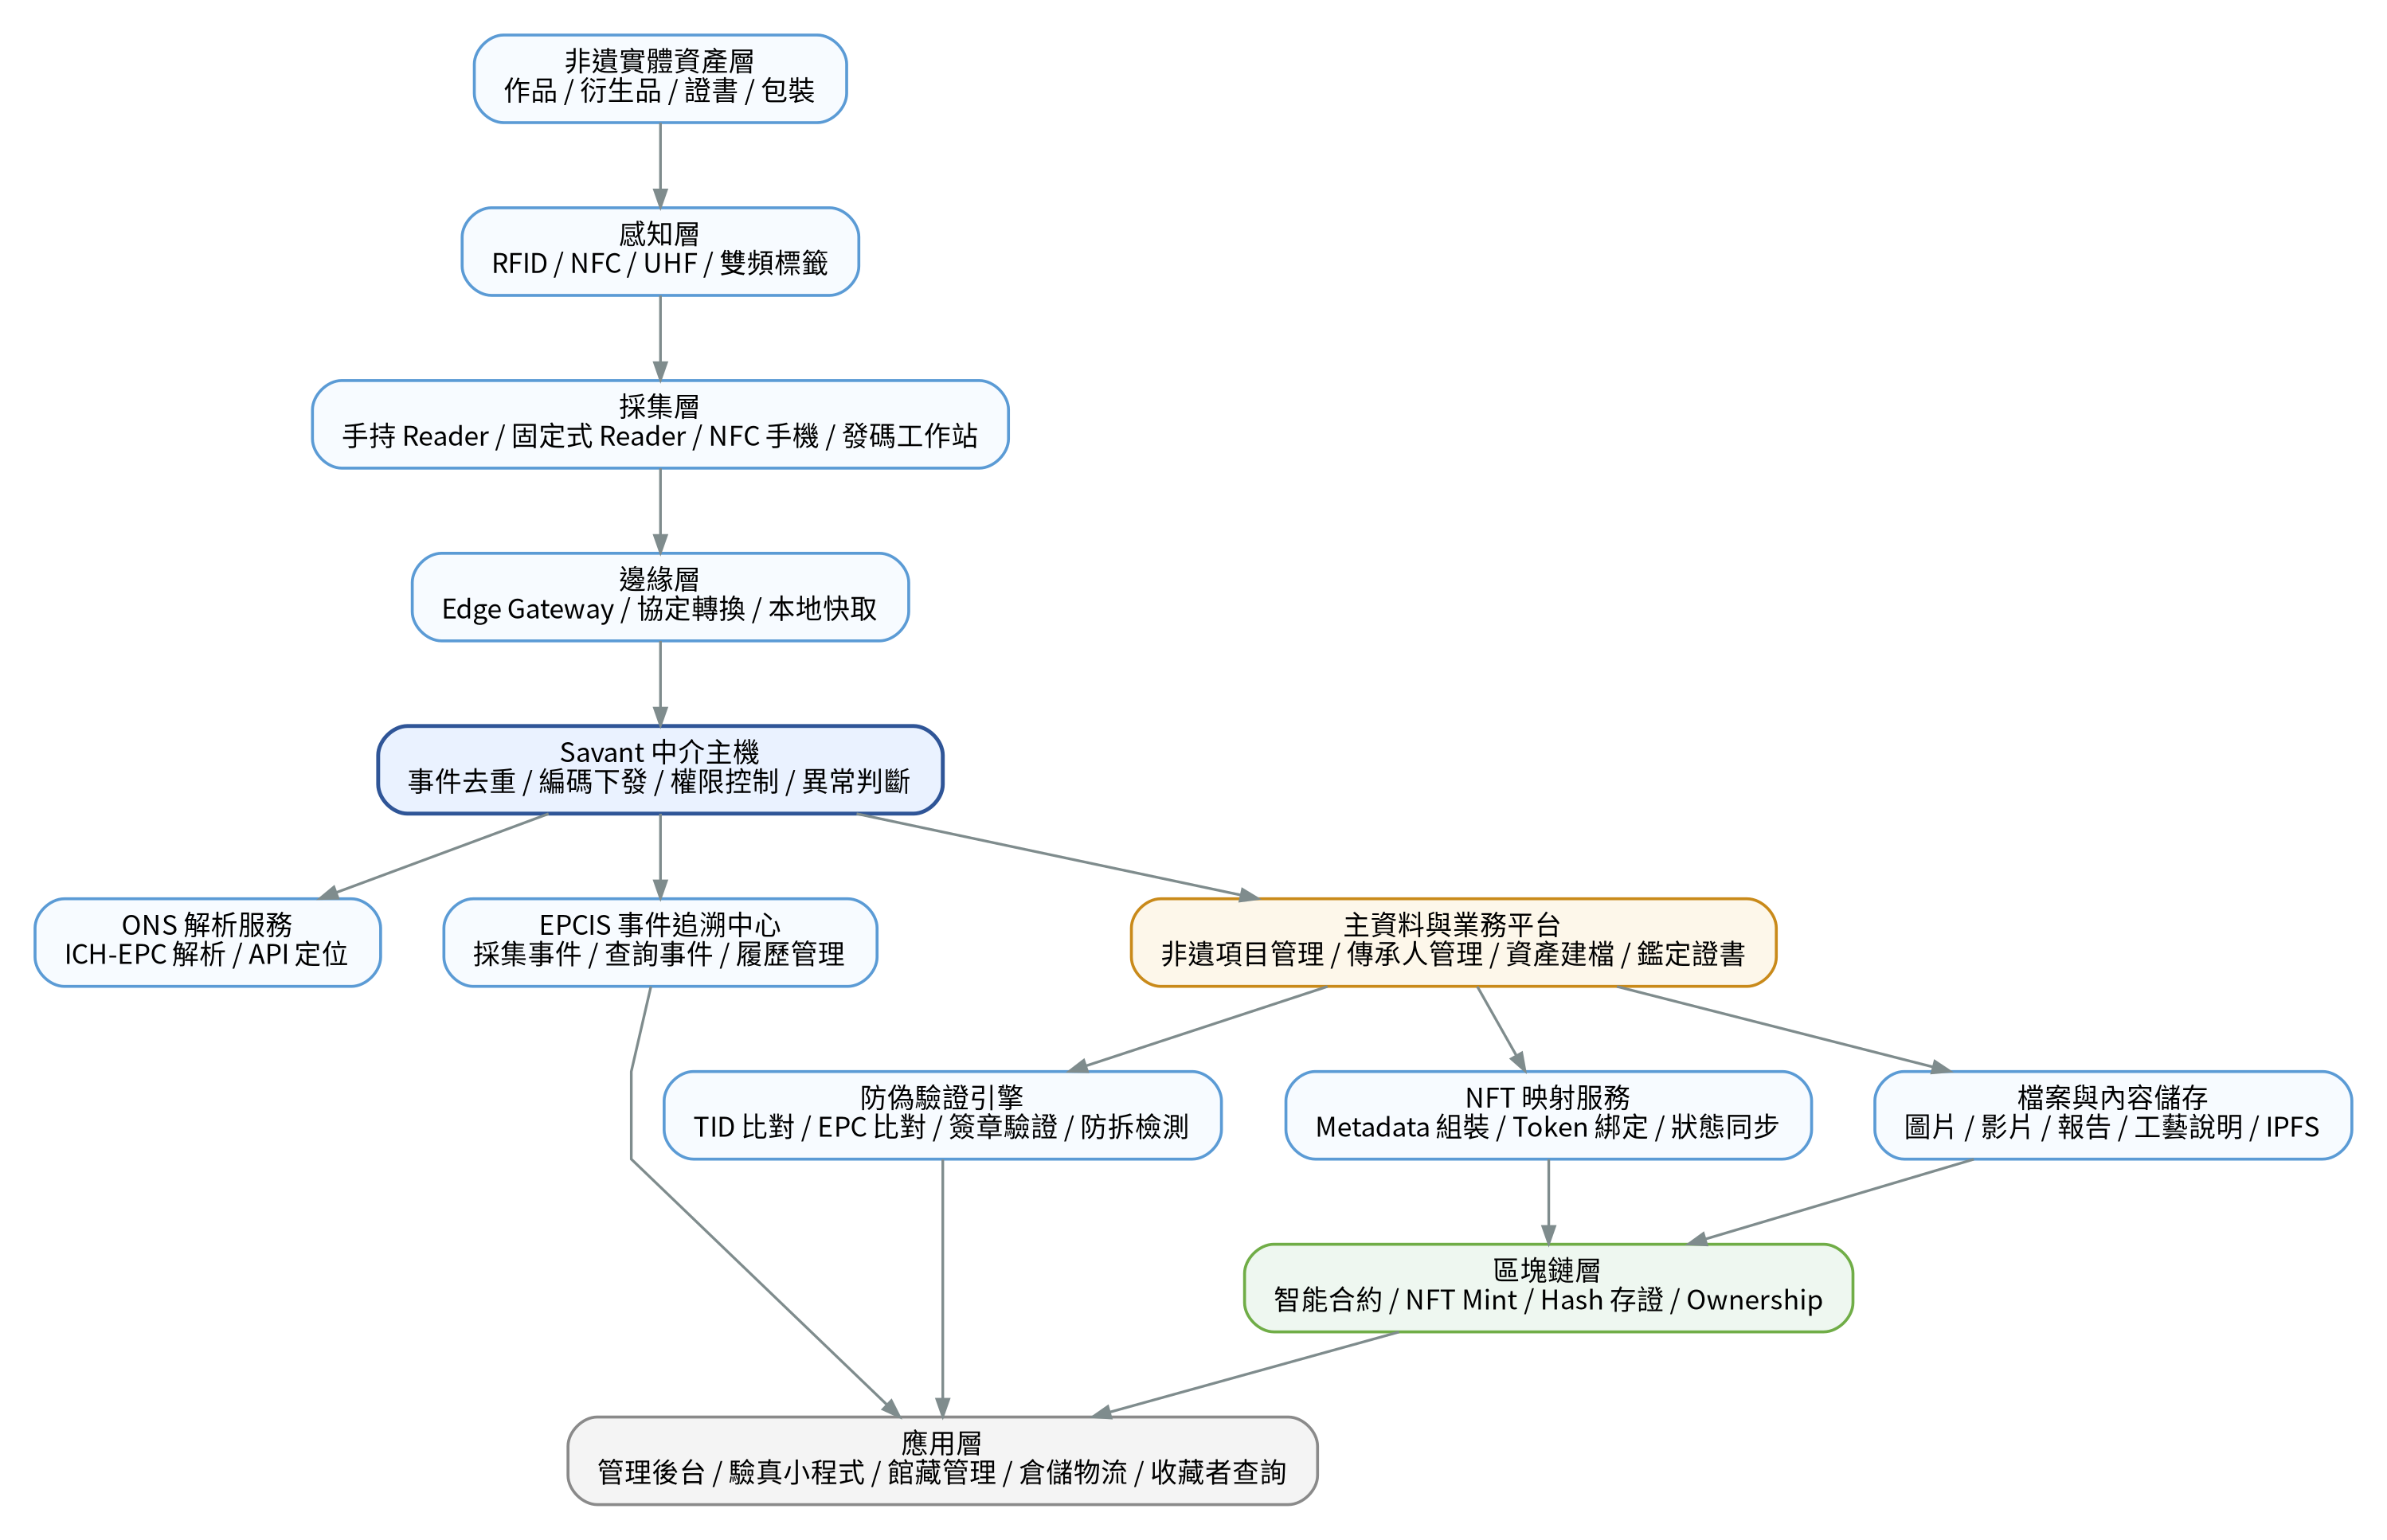 非遺實體資產層
作品 / 衍生品 / 證書 / 包裝
感知層
RFID / NFC / UHF / 雙頻標籤
採集層
手持 Reader / 固定式 Reader / NFC 手機 / 發碼工作站
邊緣層
Edge Gateway / 協定轉換 / 本地快取
Savant 中介主機
事件去重 / 編碼下發 / 權限控制 / 異常判斷
ONS 解析服務
ICH-EPC 解析 / API 定位
EPCIS 事件追溯中心
採集事件 / 查詢事件 / 履歷管理
主資料與業務平台
非遺項目管理 / 傳承人管理 / 資產建檔 / 鑑定證書
防偽驗證引擎
TID 比對 / EPC 比對 / 簽章驗證 / 防拆檢測
NFT 映射服務
Metadata 組裝 / Token 綁定 / 狀態同步
檔案與內容儲存
圖片 / 影片 / 報告 / 工藝說明 / IPFS
區塊鏈層
智能合約 / NFT Mint / Hash 存證 / Ownership
應用層
管理後台 / 驗真小程式 / 館藏管理 / 倉儲物流 / 收藏者查詢